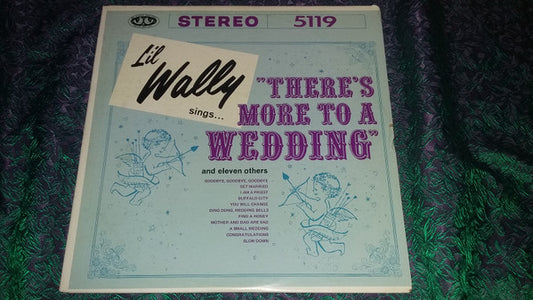 STEREO 5119
Li'l
Wally
sings...
"THERE'S
MORE TO A
WEDDING"
and eleven others
GOODBYE, GOODBYE, GOODBYE
GET MARRIED
I AM A PRIEST
BUFFALO CITY
YOU WILL CHANGE
DING DONG, WEDDING BELLS
FIND A HONEY
MOTHER AND DAD ARE SAD
A SMALL WEDDING
CONGRATULATIONS
SLOW DOWN